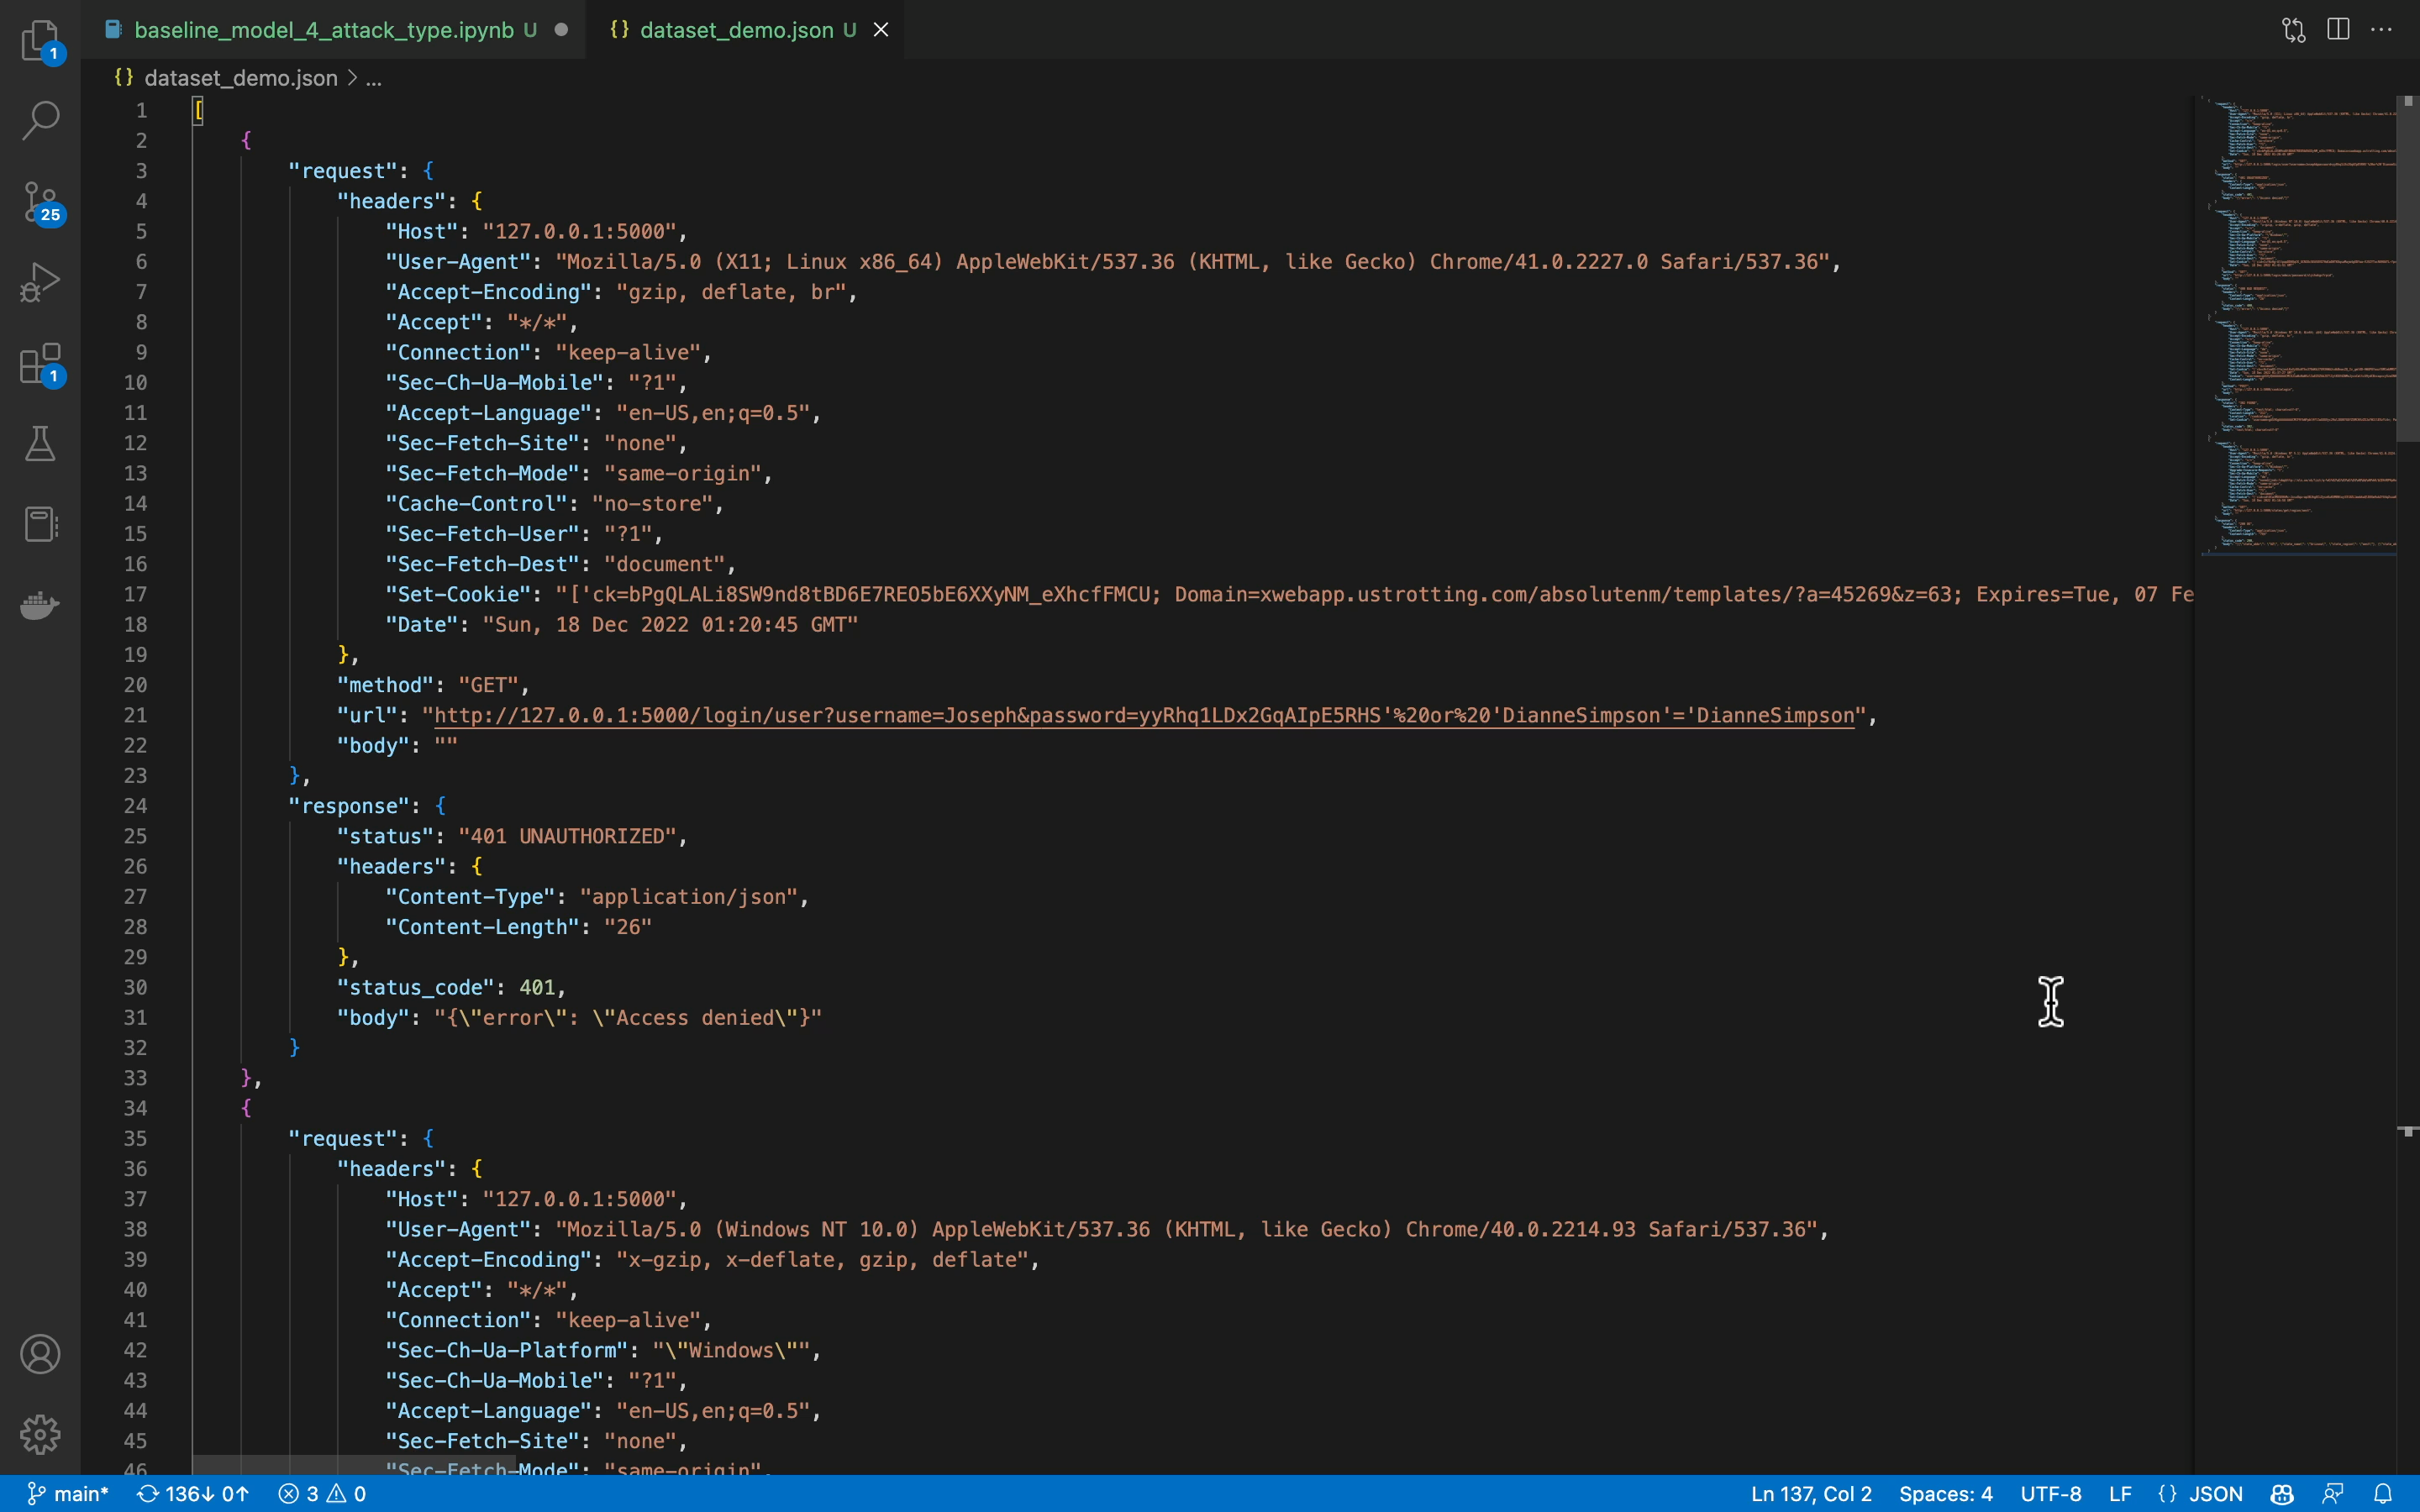 baseline_model_4_attack_type.ipynb U
{} dataset_demo.json U
1
{} dataset_demo.json > ...
25
1
1 [
2 {
3 "request": {
4 "headers": {
5 "Host": "127.0.0.1:5000",
6 "User-Agent": "Mozilla/5.0 (X11; Linux x86_64) AppleWebKit/537.36 (KHTML, like Gecko) Chrome/41.0.2227.0 Safari/537.36",
7 "Accept-Encoding": "gzip, deflate, br",
8 "Accept": "*/*",
9 "Connection": "keep-alive",
10 "Sec-Ch-Ua-Mobile": "?1",
11 "Accept-Language": "en-US,en;q=0.5",
12 "Sec-Fetch-Site": "none",
13 "Sec-Fetch-Mode": "same-origin",
14 "Cache-Control": "no-store",
15 "Sec-Fetch-User": "?1",
16 "Sec-Fetch-Dest": "document",
17 "Set-Cookie": "['ck=bPgQLALi8SW9nd8tBD6E7REO5bE6XXyNM_eXhcfFMCU; Domain=xwebapp.ustrotting.com/absolutenm/templates/?a=45269&z=63; Expires=Tue, 07 Fe
18 "Date": "Sun, 18 Dec 2022 01:20:45 GMT"
19 },
20 "method": "GET",
21 "url": "http://127.0.0.1:5000/login/user?username=Joseph&password=yyRhq1LDx2GqAIpE5RHS'%20or%20'DianneSimpson'='DianneSimpson",
22 "body": ""
23 },
24 "response": {
25 "status": "401 UNAUTHORIZED",
26 "headers": {
27 "Content-Type": "application/json",
28 "Content-Length": "26"
29 },
30 "status_code": 401,
31 "body": "{\"error\": \"Access denied\"}"
32 }
33 },
34 {
35 "request": {
36 "headers": {
37 "Host": "127.0.0.1:5000",
38 "User-Agent": "Mozilla/5.0 (Windows NT 10.0) AppleWebKit/537.36 (KHTML, like Gecko) Chrome/40.0.2214.93 Safari/537.36",
39 "Accept-Encoding": "x-gzip, x-deflate, gzip, deflate",
40 "Accept": "*/*",
41 "Connection": "keep-alive",
42 "Sec-Ch-Ua-Platform": "\"Windows\"",
43 "Sec-Ch-Ua-Mobile": "?1",
44 "Accept-Language": "en-US,en;q=0.5",
45 "Sec-Fetch-Site": "none",
46 "Sec-Fetch-Mode": "same-origin",
main* 136↓ 0↑ 3 0 Ln 137, Col 2 Spaces: 4 UTF-8 LF {} JSON